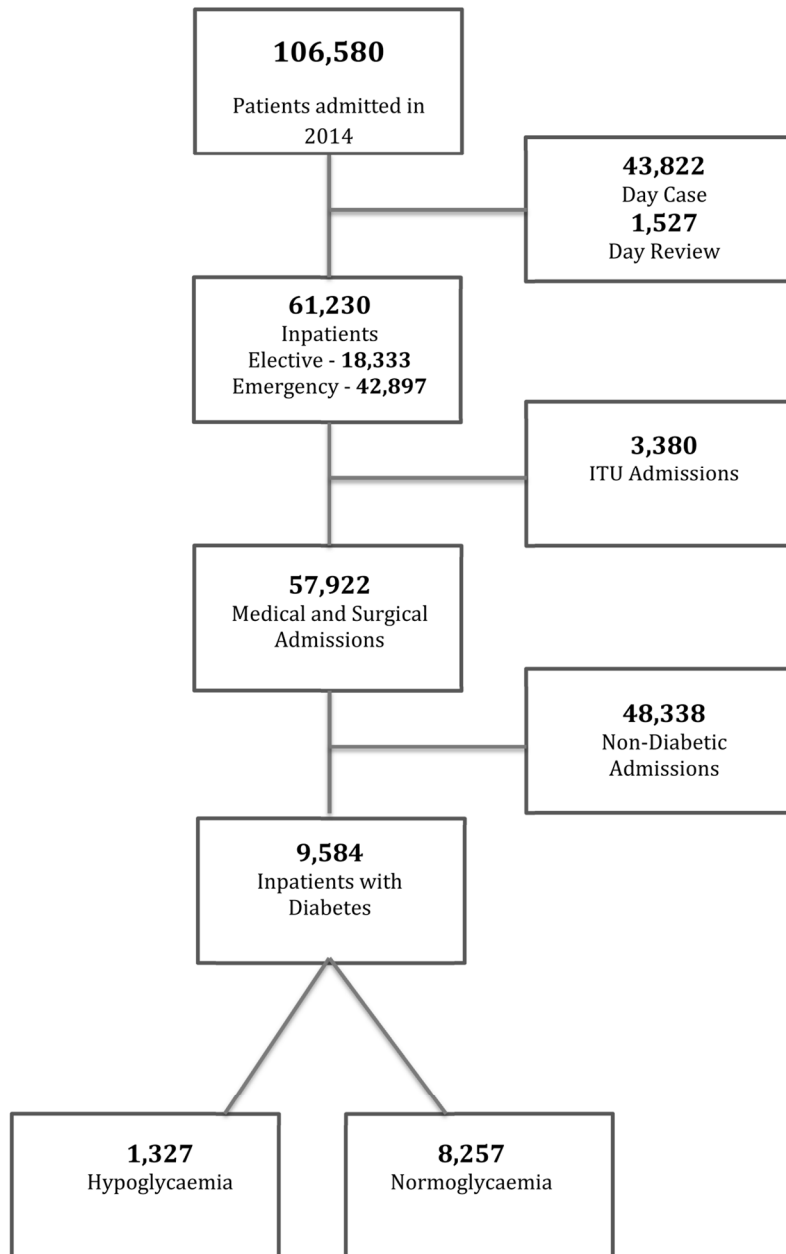 106,580
Patients admitted in
2014
43,822
Day Case
1,527
Day Review
61,230
Inpatients
Elective - 18,333
Emergency - 42,897
3,380
ITU Admissions
57,922
Medical and Surgical
Admissions
48,338
Non-Diabetic
Admissions
9,584
Inpatients with
Diabetes
1,327
Hypoglycaemia
8,257
Normoglycaemia